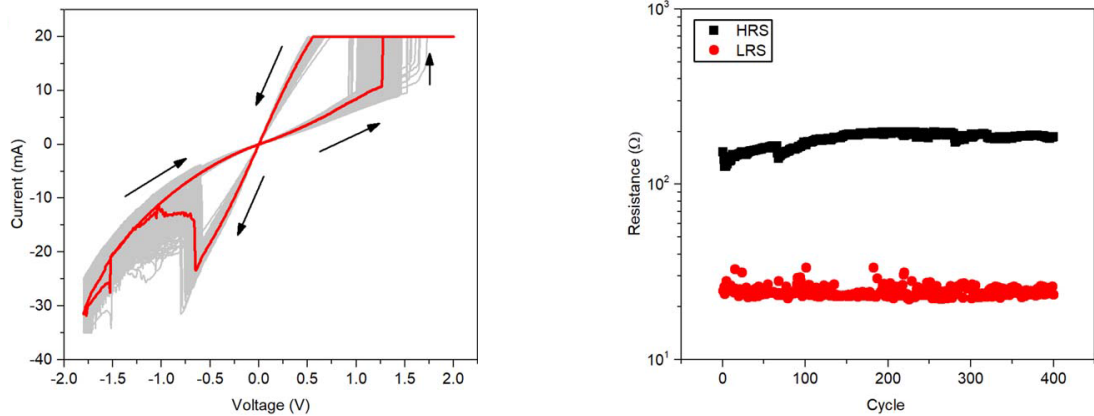 20
10
0
-10
-20
-30
-40
Current (mA)
-2.0 -1.5 -1.0 -0.5 0.0 0.5 1.0 1.5 2.0
Voltage (V)
HRS
LRS
10³
10²
10¹
Resistance (Ω)
0 100 200 300 400
Cycle